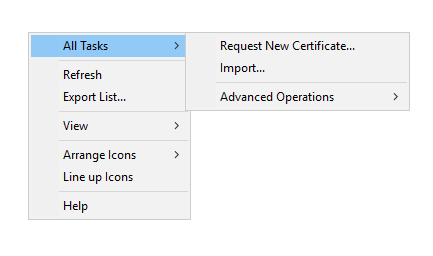 All Tasks
Refresh
Export List...
View
Arrange Icons
Line up Icons
Help
Request New Certificate...
Import...
Advanced Operations